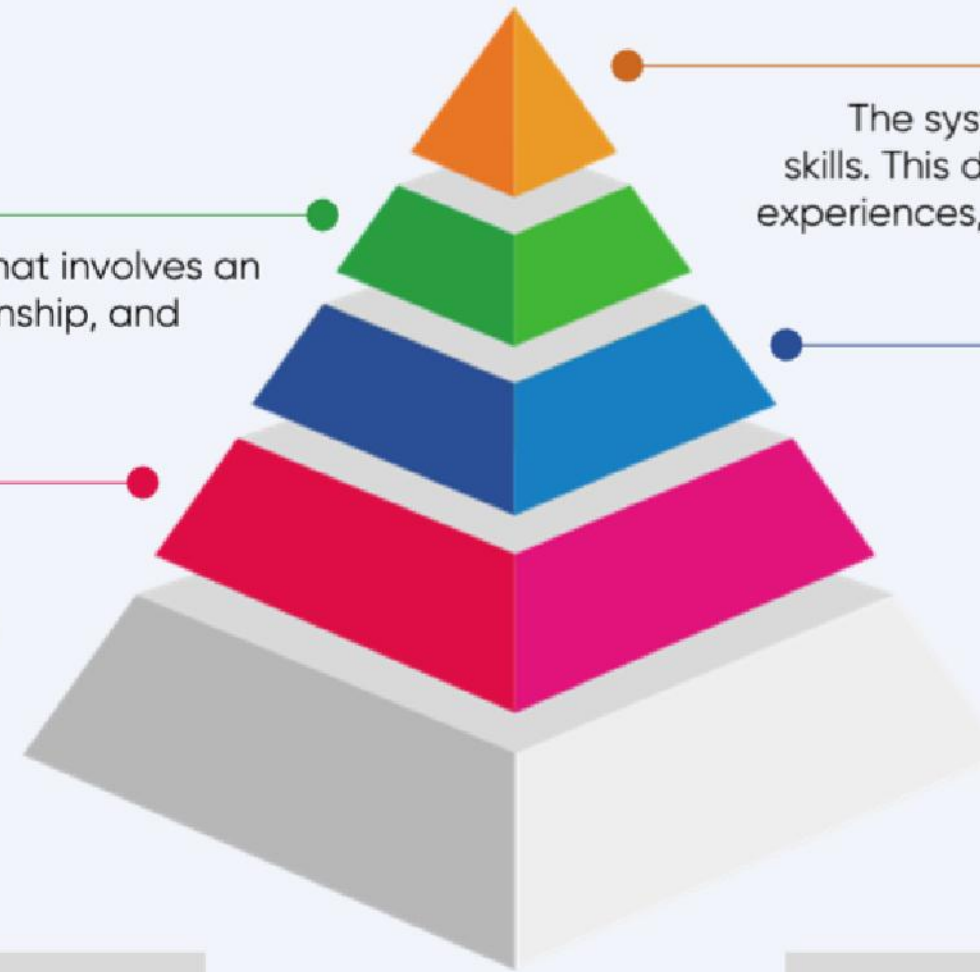 The sys
skills. This d
experiences,
hat involves an
nship, and